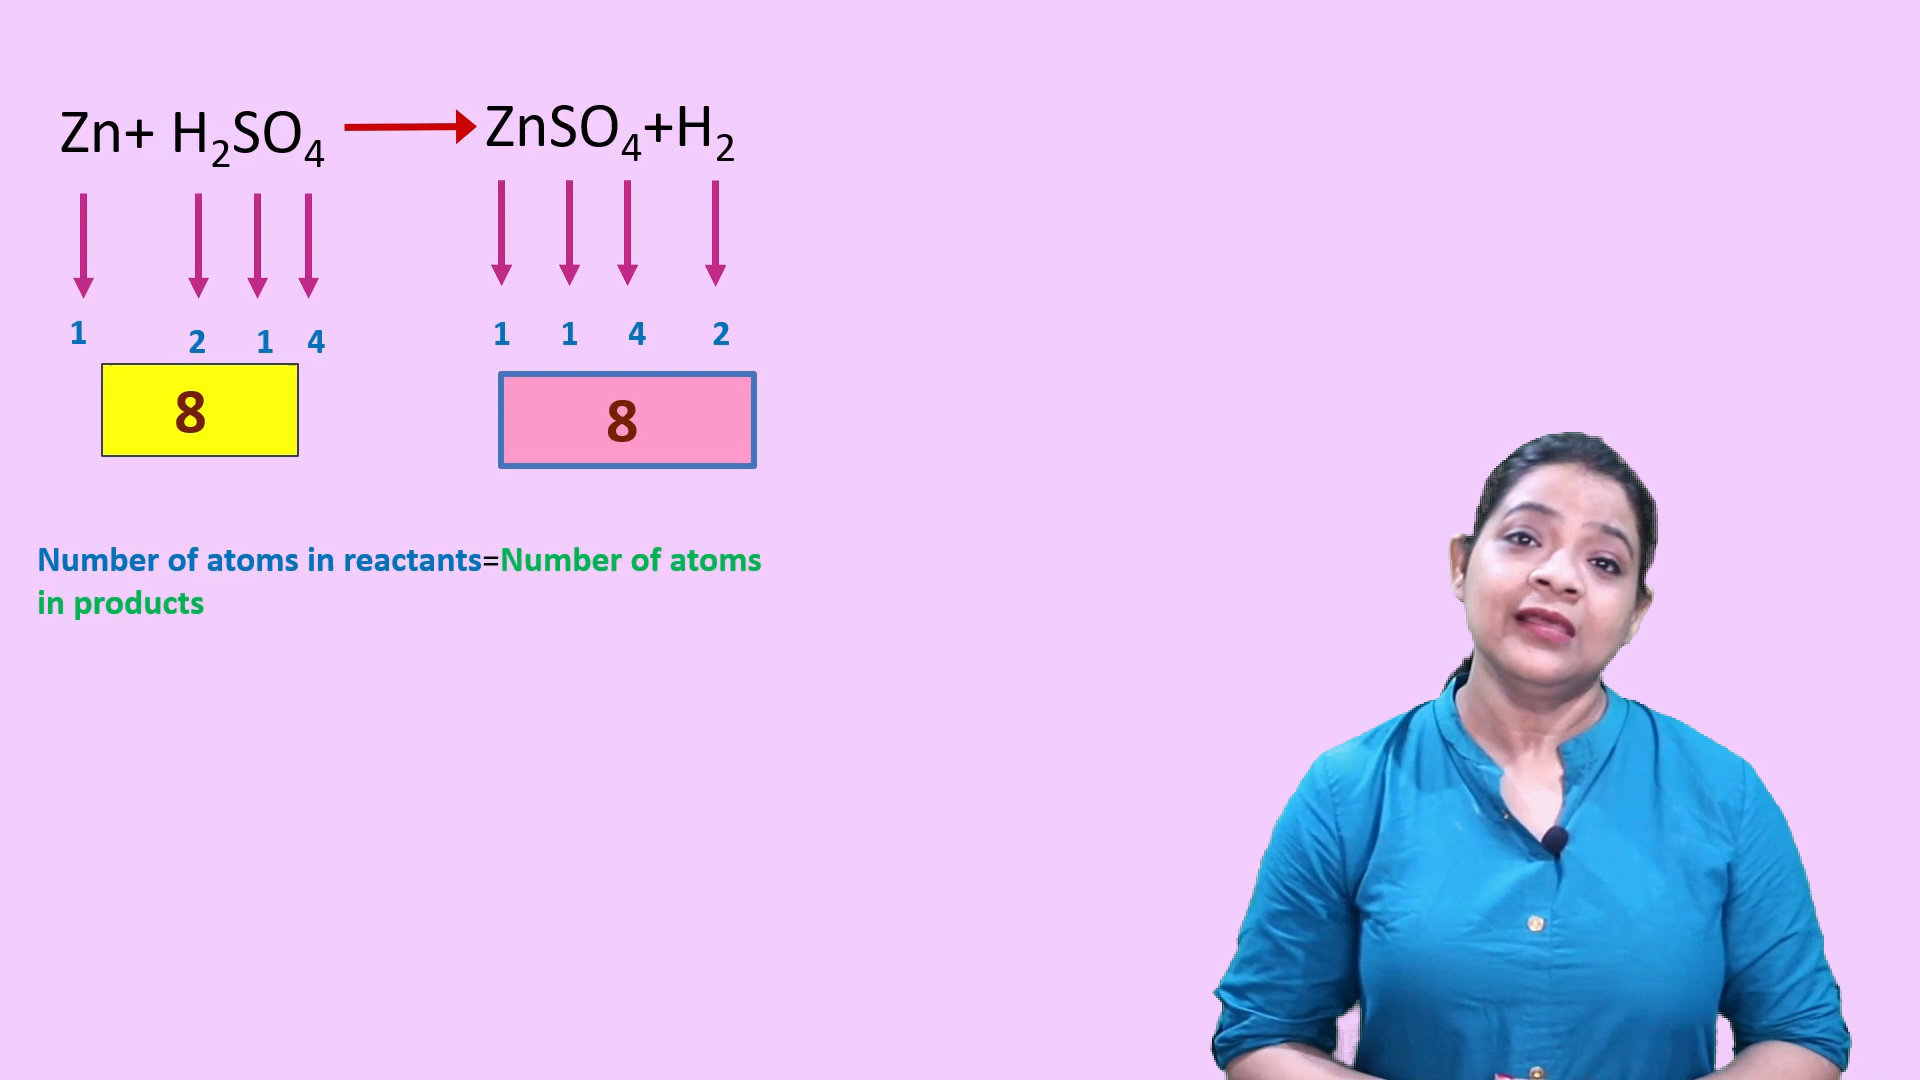 Zn+ H₂SO₄ ZnSO₄+H₂
1 2 1 4 1 1 4 2
8 8
Number of atoms in reactants=Number of atoms
in products